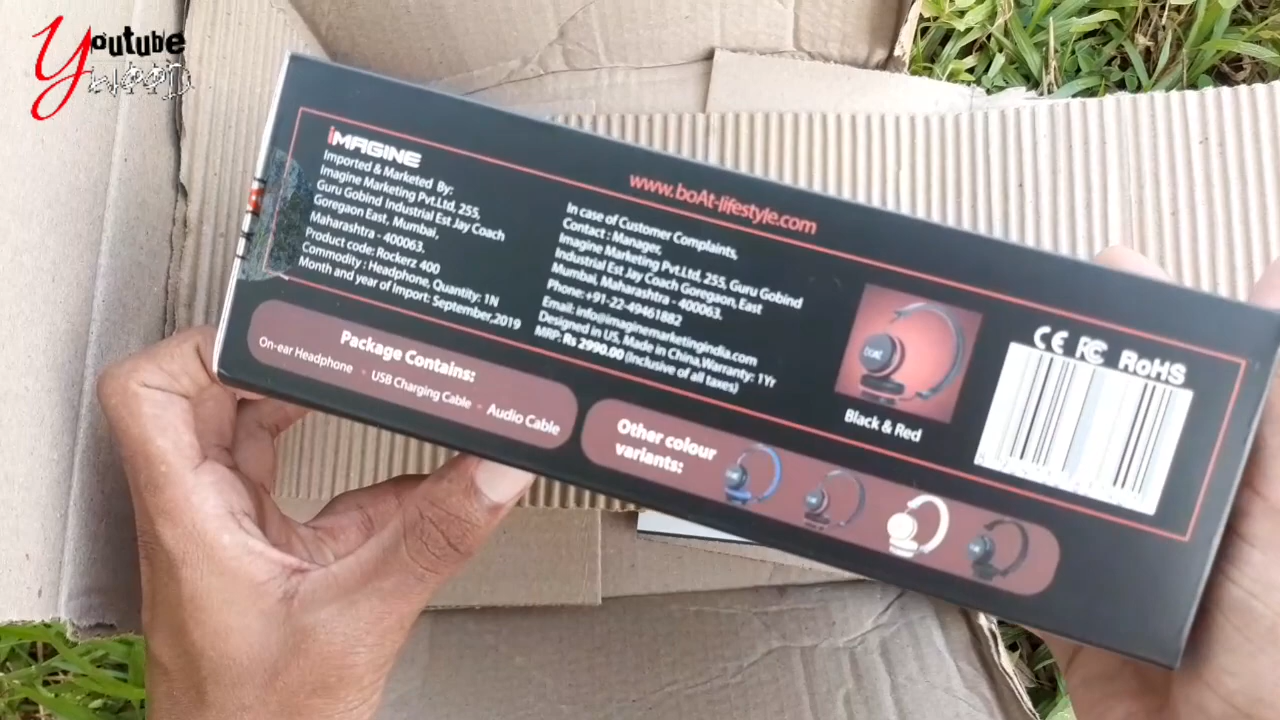 Youtube
WOOD
iMAGINE
Imported & Marketed By:
Imagine Marketing Pvt.Ltd, 255,
Guru Gobind Industrial Est Jay Coach
Goregaon East, Mumbai,
Maharashtra - 400063.
Product code: Rockerz 400
Commodity : Headphone, Quantity: 1N
Month and year of Import: September,2019
www.boAt-lifestyle.com
In case of Customer Complaints,
Contact : Manager,
Imagine Marketing Pvt.Ltd, 255, Guru Gobind
Industrial Est Jay Coach Goregaon, East
Mumbai, Maharashtra - 400063.
Phone: +91-22-49461882
Email: info@imaginemarketingindia.com
Designed in US, Made in China,Warranty: 1Yr
MRP: Rs 2990.00 (Inclusive of all taxes)
boAt
Black & Red
CE FC RoHS
Package Contains:
On-ear Headphone • USB Charging Cable • Audio Cable
Other colour
variants: